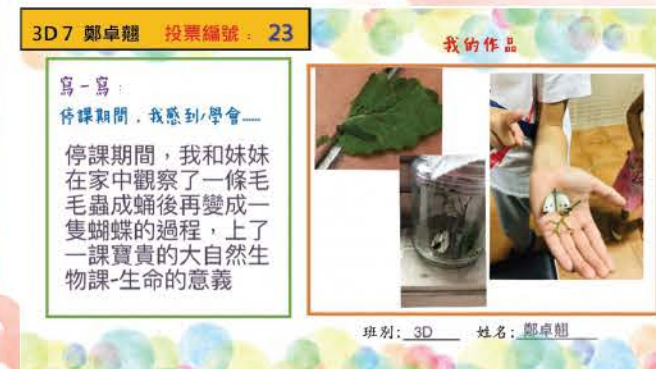 3D 7 鄭卓翹 投票編號： 23
我的作品
寫一寫：
停課期間，我感到/學會……
停課期間，我和妹妹
在家中觀察了一條毛
毛蟲成蛹後再變成一
隻蝴蝶的過程，上了
一課寶貴的大自然生
物課-生命的意義
班別：3D 姓名：鄭卓翹